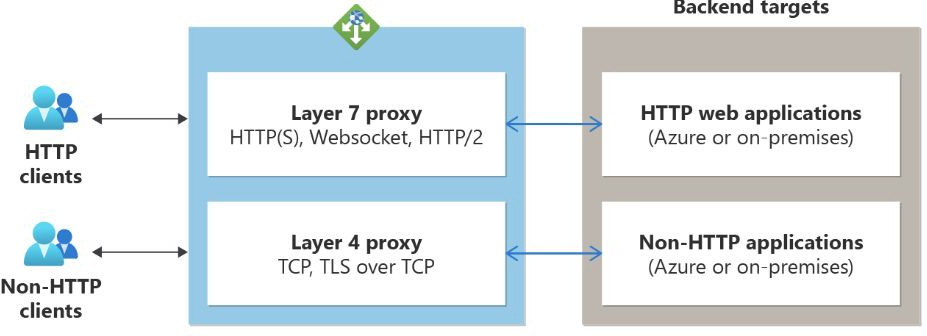 Backend targets
HTTP
clients
Layer 7 proxy
HTTP(S), Websocket, HTTP/2
HTTP web applications
(Azure or on-premises)
Non-HTTP
clients
Layer 4 proxy
TCP, TLS over TCP
Non-HTTP applications
(Azure or on-premises)